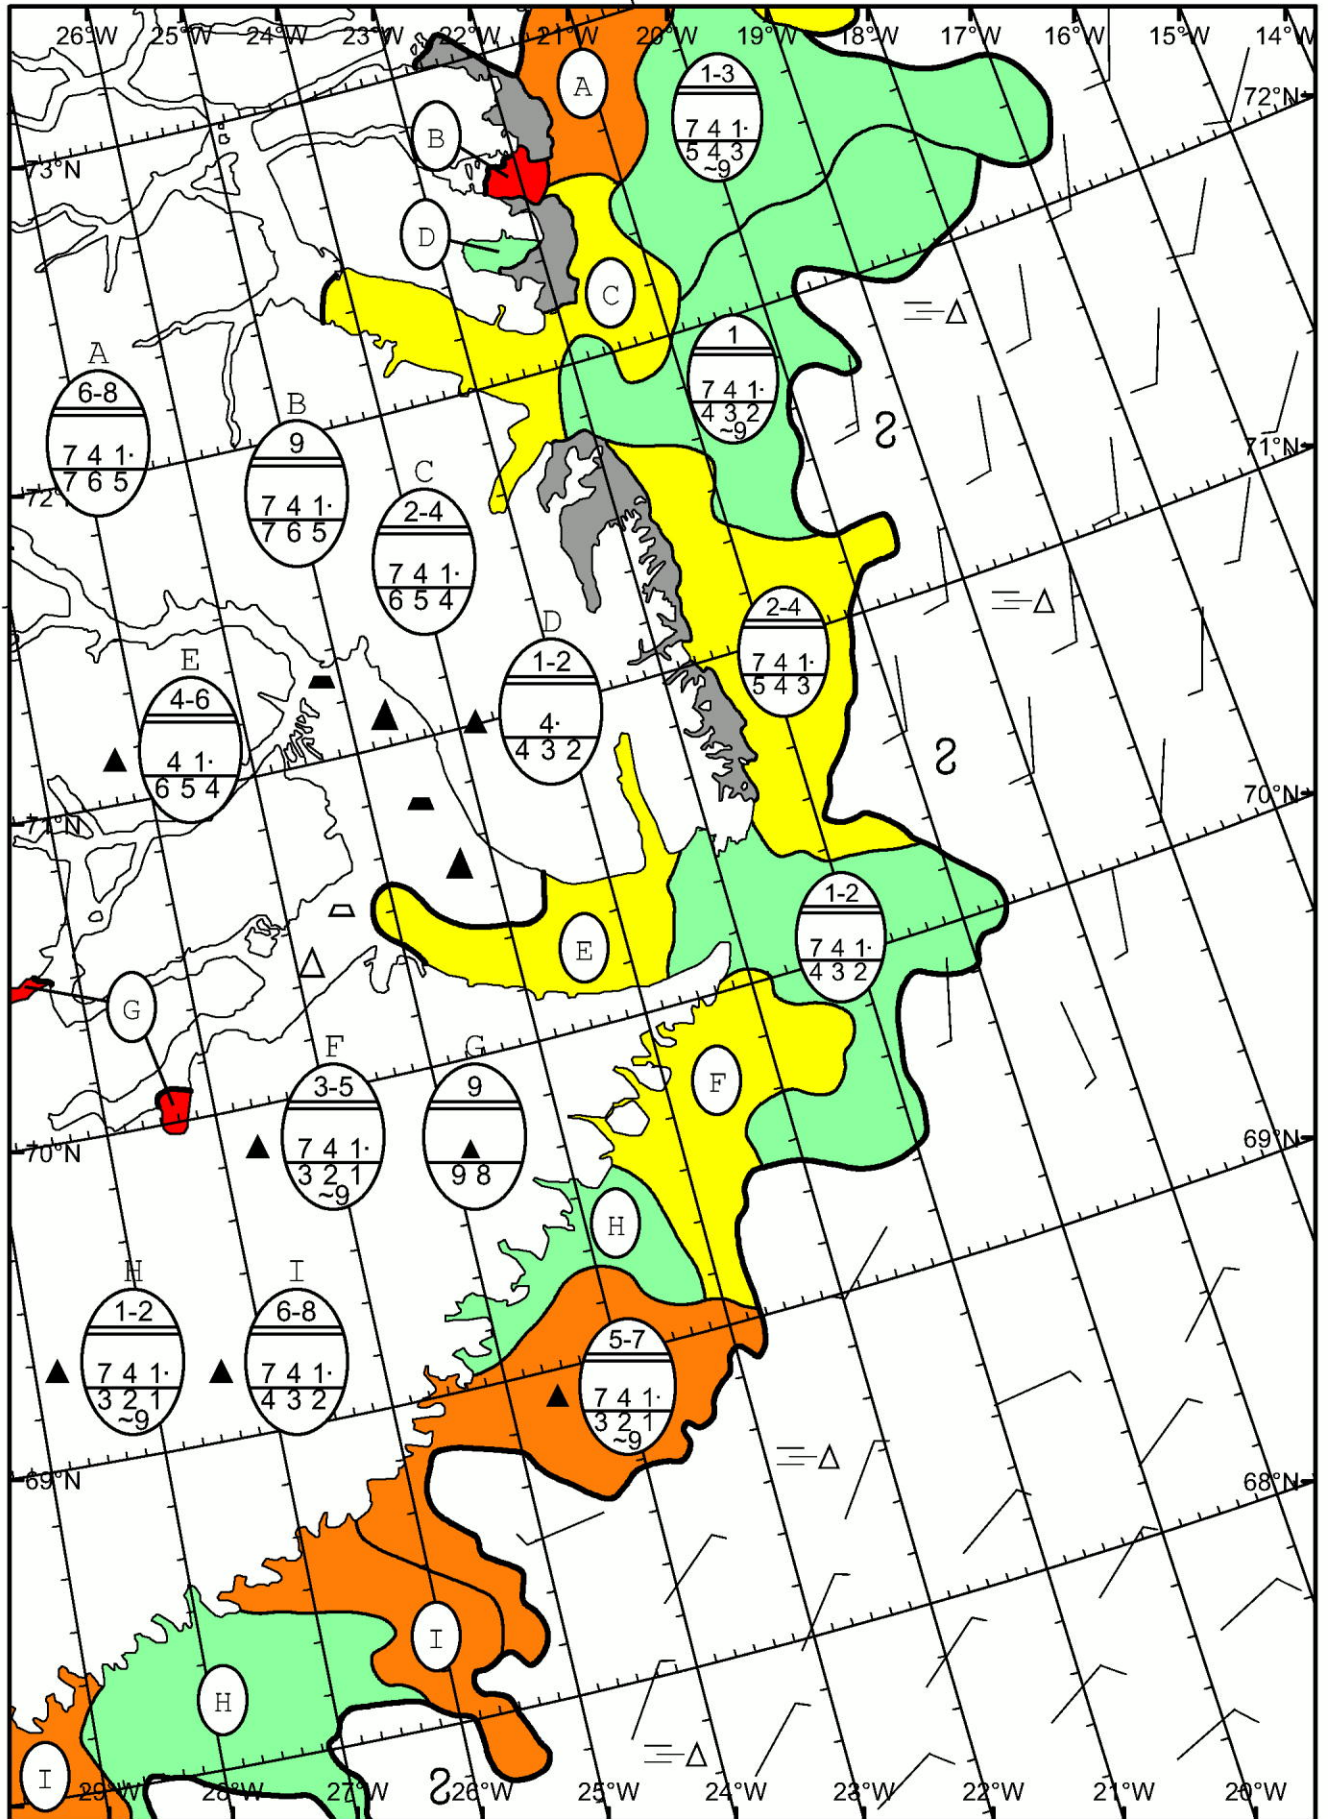 26°W 25°W 24°W 23°W 22°W 21°W 20°W 19°W 18°W 17°W 16°W 15°W 14°W
A
1-3
7 4 1·
5 4 3
~9
72°N
B
73°N
D
C
1
7 4 1·
4 3 2
~9
A
6-8
7 4 1·
7 6 5
B
9
7 4 1·
7 6 5
71°N
72°N
C
2-4
7 4 1·
6 5 4
2-4
7 4 1·
5 4 3
D
1-2
4·
4 3 2
E
4-6
4 1·
6 5 4
70°N
71°N
1-2
7 4 1·
4 3 2
E
G
F
3-5
7 4 1·
3 2 1
~9
G
9
9 8
F
69°N
70°N
H
H
1-2
7 4 1·
3 2 1
~9
I
6-8
7 4 1·
4 3 2
5-7
7 4 1·
3 2 1
~9
69°N
68°N
I
H
I
29°W 28°W 27°W 26°W 25°W 24°W 23°W 22°W 21°W 20°W